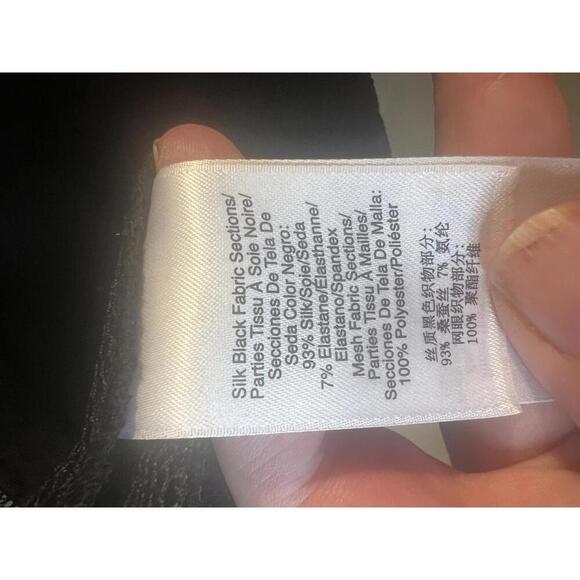 Silk Black Fabric Sections/
Parties Tissu À Soie Noire/
Secciones De Tela De
Seda Color Negro:
93% Silk/Soie/Seda
7% Elastane/Elasthanne/
Elastano/Spandex
Mesh Fabric Sections/
Parties Tissu À Mailles/
Secciones De Tela De Malla:
100% Polyester/Poliéster
丝质黑色织物部分:
93% 桑蚕丝 7% 氨纶
网眼织物部分:
100% 聚酯纤维